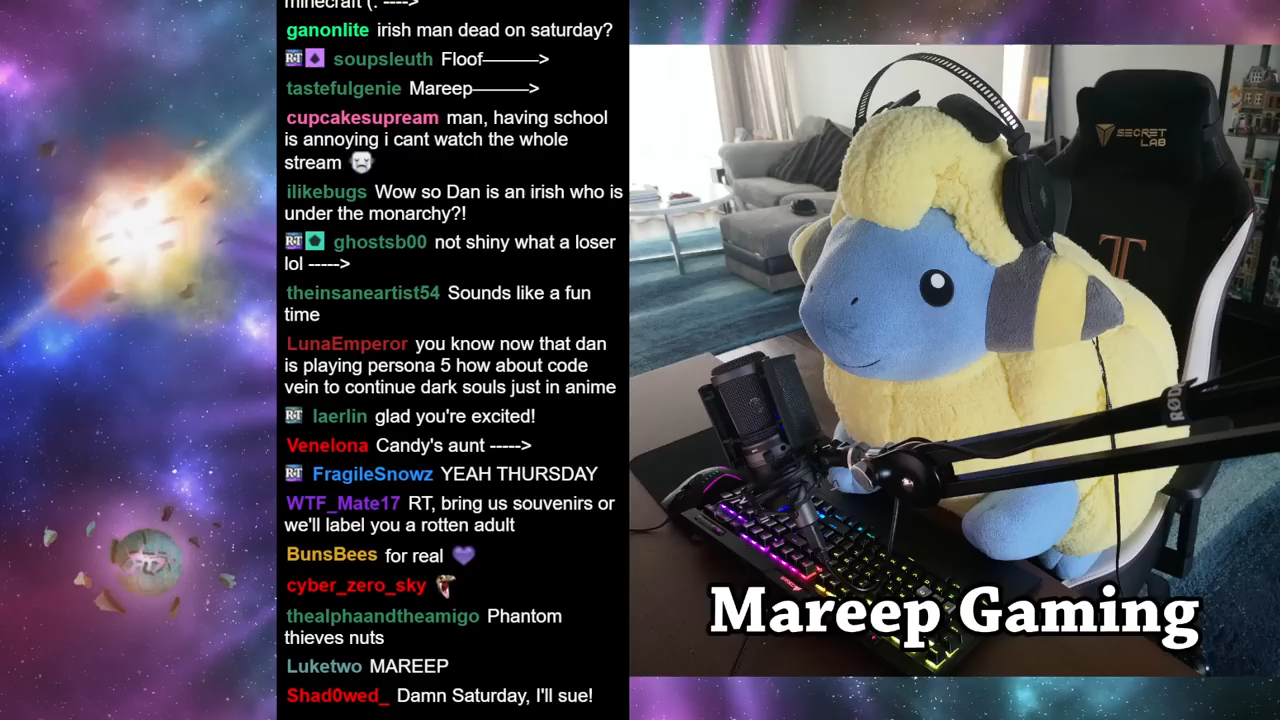 minecraft (: ---->
ganonlite irish man dead on saturday?
RT soupsleuth Floof———>
tastefulgenie Mareep———>
cupcakesupream man, having school
is annoying i cant watch the whole
stream
ilikebugs Wow so Dan is an irish who is
under the monarchy?!
RT ghostsb00 not shiny what a loser
lol ----->
theinsaneartist54 Sounds like a fun
time
LunaEmperor you know now that dan
is playing persona 5 how about code
vein to continue dark souls just in anime
RT laerlin glad you're excited!
Venelona Candy's aunt ----->
RT FragileSnowz YEAH THURSDAY
WTF_Mate17 RT, bring us souvenirs or
we'll label you a rotten adult
BunsBees for real
cyber_zero_sky
thealphaandtheamigo Phantom
thieves nuts
Luketwo MAREEP
Shad0wed_ Damn Saturday, I'll sue!
SECRET
LAB
T
RØDE
Mareep Gaming